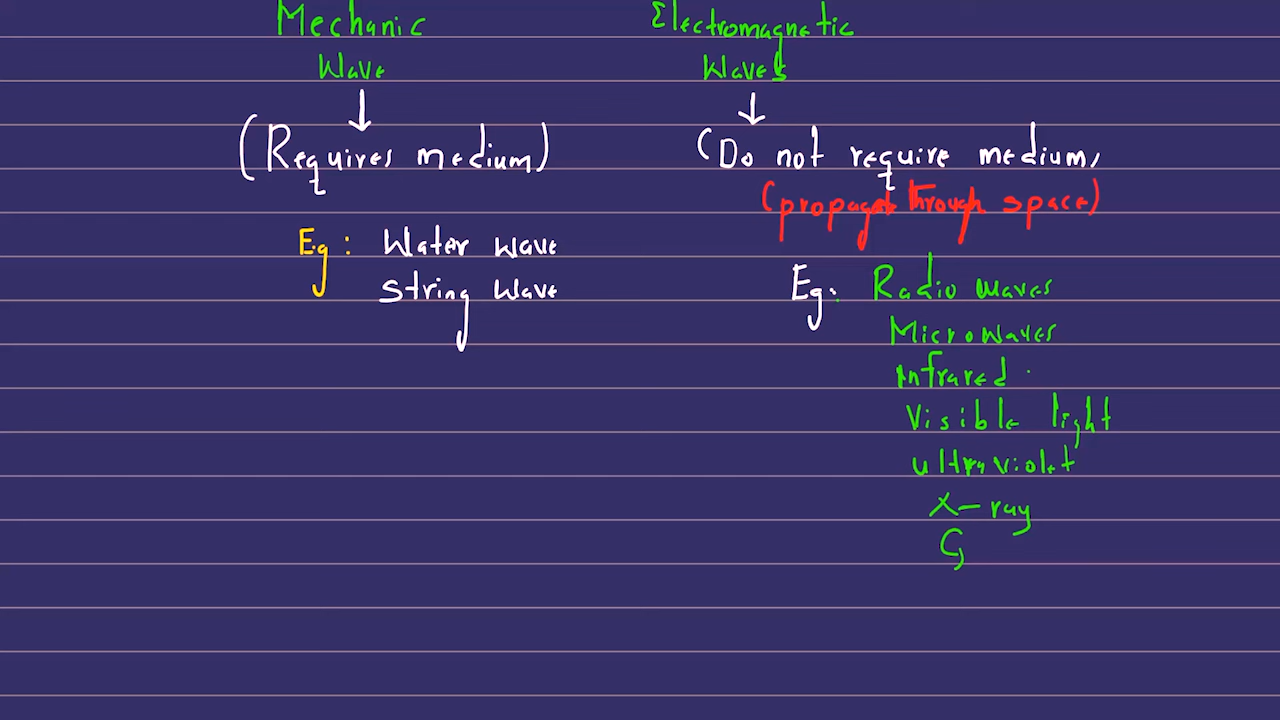 Mechanic
Wave
(Requires medium)
Eg: Water wave
String wave
Electromagnetic
Waves
(Do not require medium,
(propagate through space)
Eg: Radio waves
Microwaves
Infrared
Visible light
ultraviolet
X-ray
G